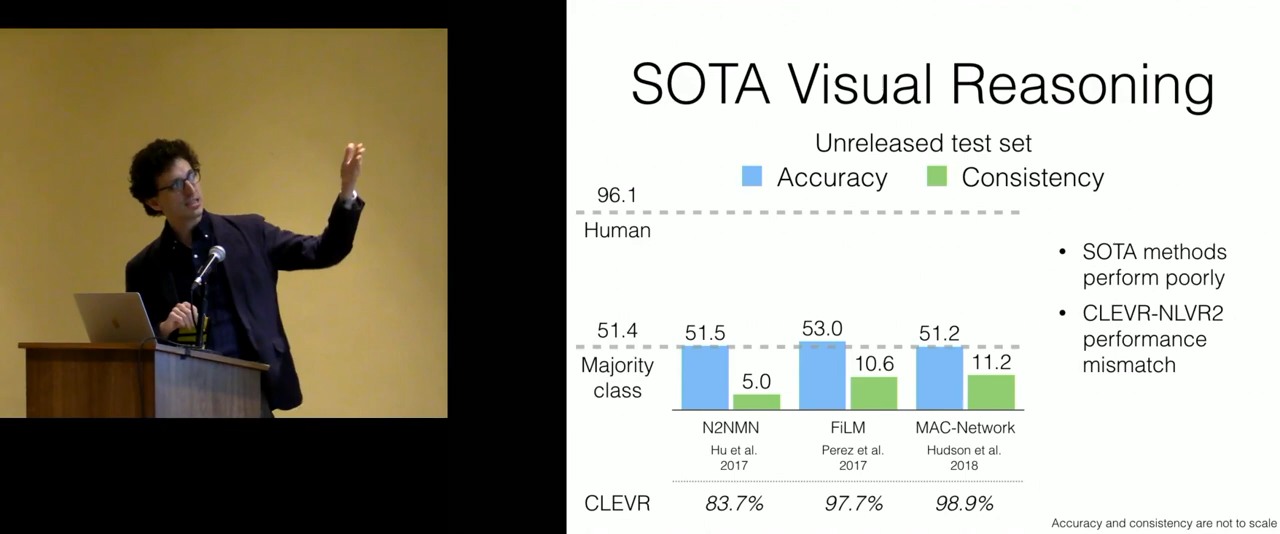 SOTA Visual Reasoning
Unreleased test set
Accuracy Consistency
96.1
Human
51.4
Majority
class
51.5
5.0
53.0
10.6
51.2
11.2
N2NMN FiLM MAC-Network
Hu et al. Perez et al. Hudson et al.
2017 2017 2018
CLEVR 83.7% 97.7% 98.9%
• SOTA methods
perform poorly
• CLEVR-NLVR2
performance
mismatch
Accuracy and consistency are not to scale